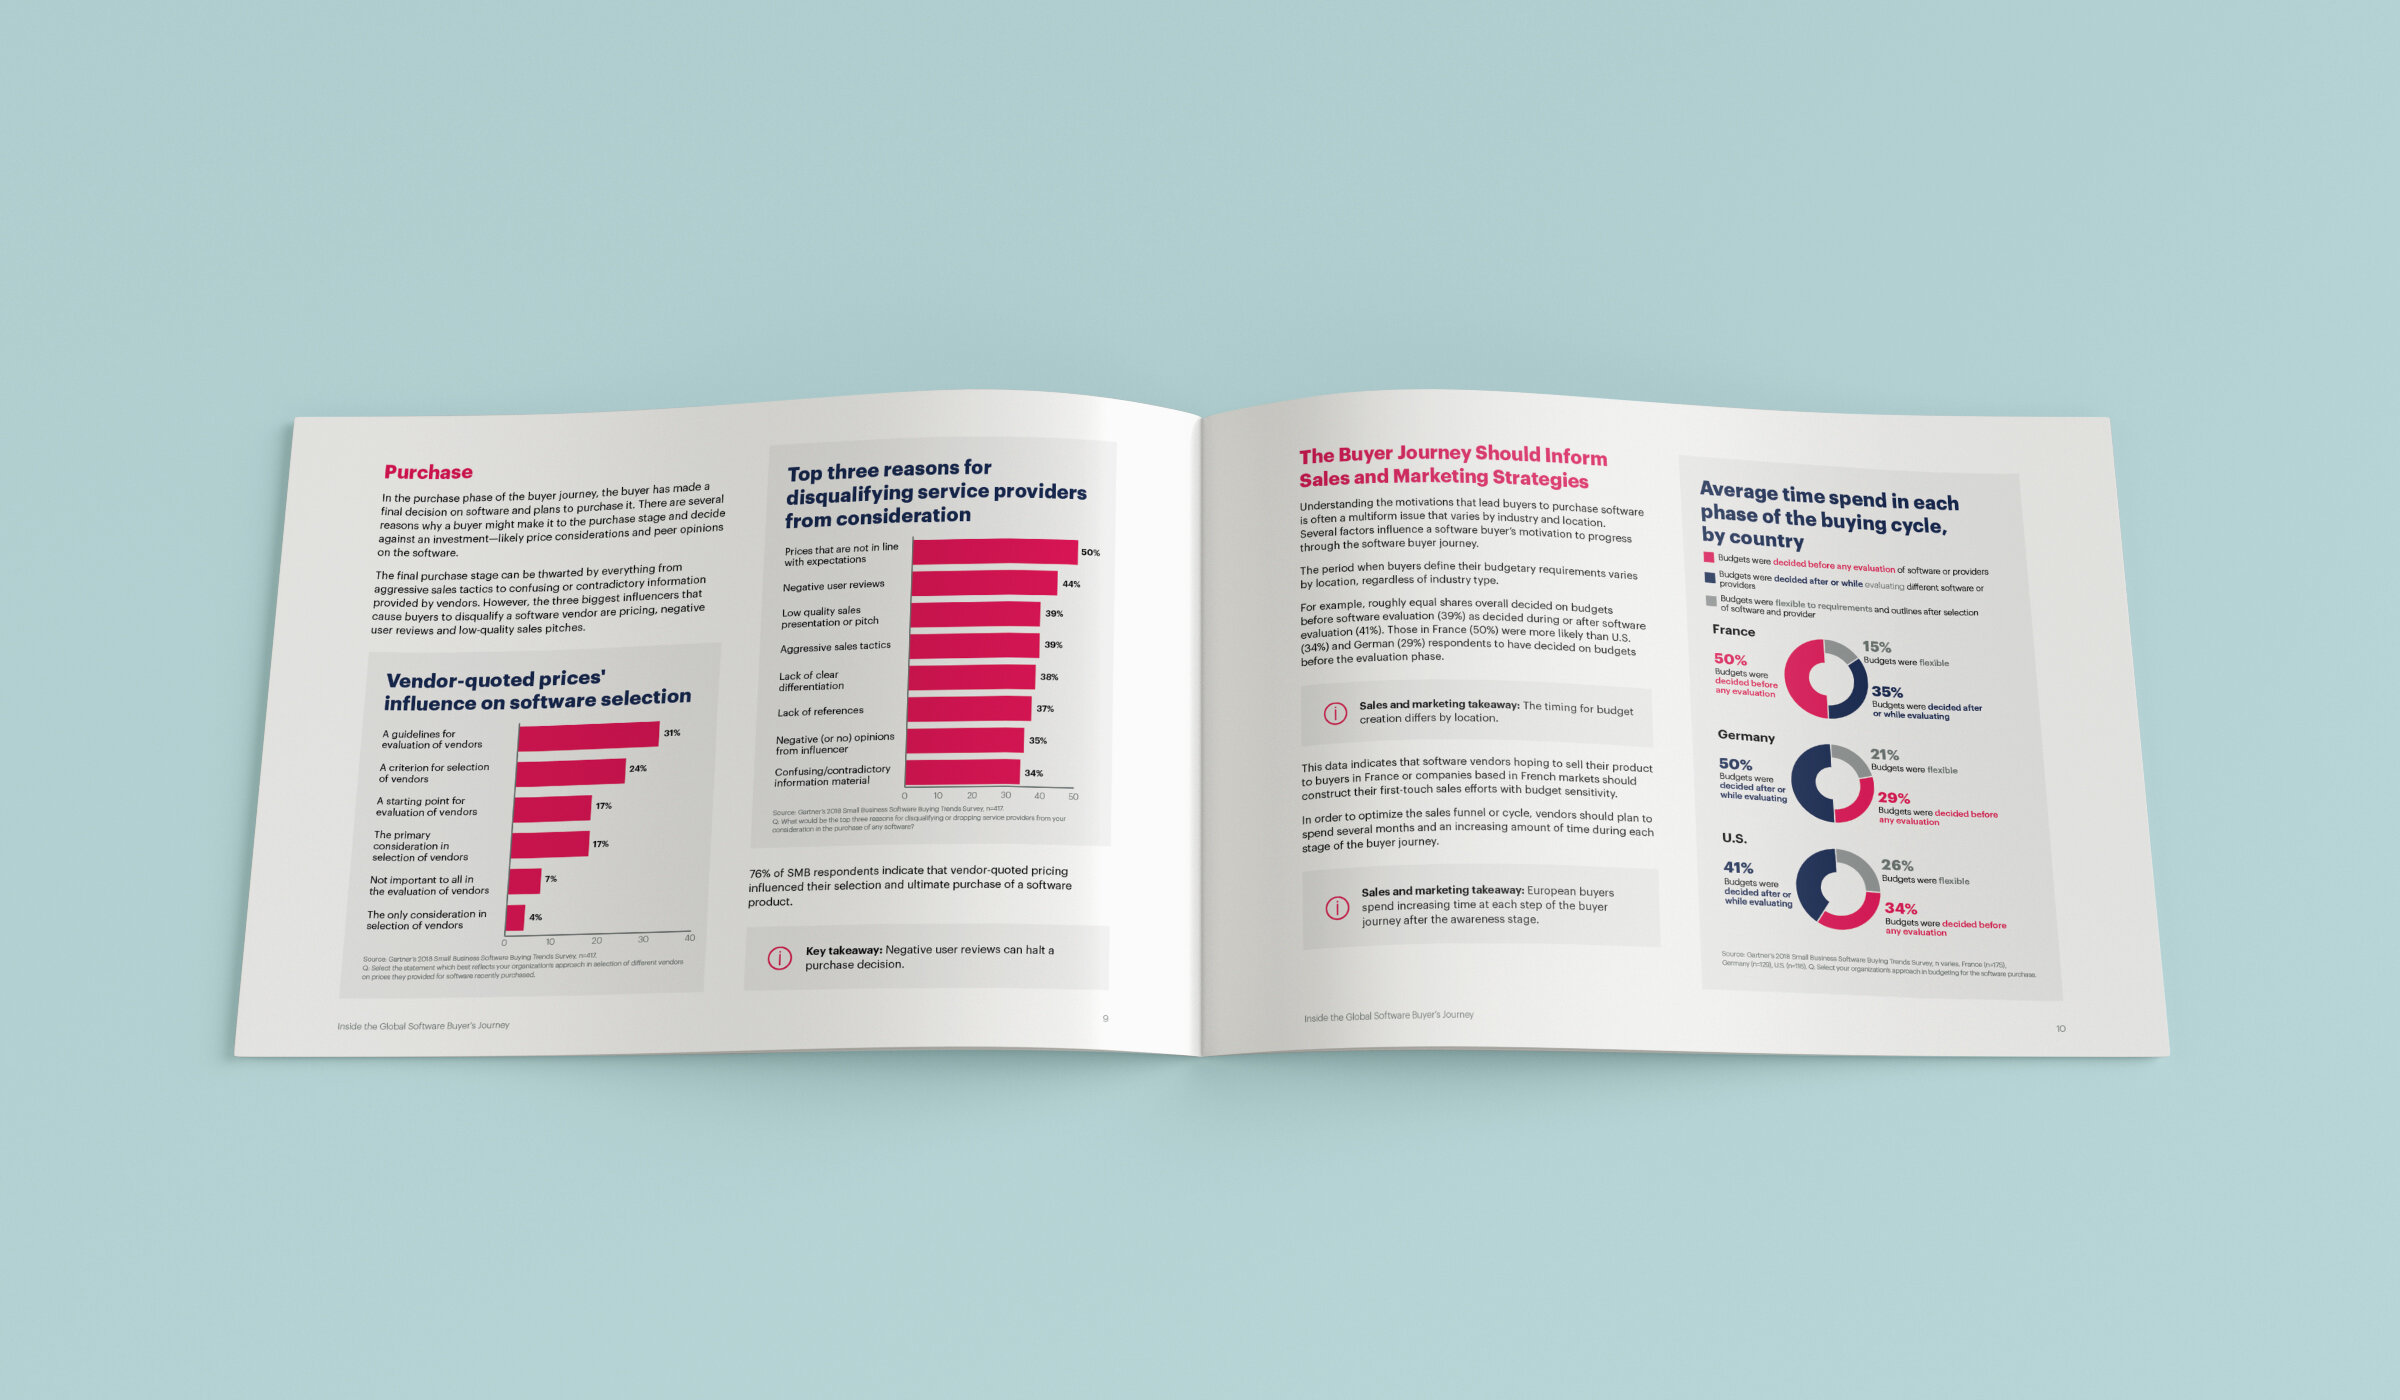 Purchase
In the purchase phase of the buyer journey, the buyer has made a
final decision on software and plans to purchase it. There are several
reasons why a buyer might make it to the purchase stage and decide
against an investment—likely price considerations and peer opinions
on the software.
The final purchase stage can be thwarted by everything from
aggressive sales tactics to confusing or contradictory information
provided by vendors. However, the three biggest influencers that
cause buyers to disqualify a software vendor are pricing, negative
user reviews and low-quality sales pitches.
Vendor-quoted prices'
influence on software selection
A guidelines for
evaluation of vendors
31%
A criterion for selection
of vendors
24%
A starting point for
evaluation of vendors
17%
The primary
consideration in
selection of vendors
17%
Not important to all in
the evaluation of vendors
7%
The only consideration in
selection of vendors
4%
0 10 20 30 40
Source: Gartner's 2018 Small Business Software Buying Trends Survey, n=417.
Q: Select the statement which best reflects your organization's approach in selection of different vendors
on prices they provided for software recently purchased.
Top three reasons for
disqualifying service providers
from consideration
Prices that are not in line
with expectations
50%
Negative user reviews
44%
Low quality sales
presentation or pitch
39%
Aggressive sales tactics
39%
Lack of clear
differentiation
38%
Lack of references
37%
Negative (or no) opinions
from influencer
35%
Confusing/contradictory
information material
34%
0 10 20 30 40 50
Source: Gartner's 2018 Small Business Software Buying Trends Survey, n=417.
Q: What would be the top three reasons for disqualifying or dropping service providers from your
consideration in the purchase of any software?
76% of SMB respondents indicate that vendor-quoted pricing
influenced their selection and ultimate purchase of a software
product.
Key takeaway: Negative user reviews can halt a
purchase decision.
Inside the Global Software Buyer's Journey
9
The Buyer Journey Should Inform
Sales and Marketing Strategies
Understanding the motivations that lead buyers to purchase software
is often a multiform issue that varies by industry and location.
Several factors influence a software buyer's motivation to progress
through the software buyer journey.
The period when buyers define their budgetary requirements varies
by location, regardless of industry type.
For example, roughly equal shares overall decided on budgets
before software evaluation (39%) as decided during or after software
evaluation (41%). Those in France (50%) were more likely than U.S.
(34%) and German (29%) respondents to have decided on budgets
before the evaluation phase.
Sales and marketing takeaway: The timing for budget
creation differs by location.
This data indicates that software vendors hoping to sell their product
to buyers in France or companies based in French markets should
construct their first-touch sales efforts with budget sensitivity.
In order to optimize the sales funnel or cycle, vendors should plan to
spend several months and an increasing amount of time during each
stage of the buyer journey.
Sales and marketing takeaway: European buyers
spend increasing time at each step of the buyer
journey after the awareness stage.
Average time spend in each
phase of the buying cycle,
by country
Budgets were decided before any evaluation of software or providers
Budgets were decided after or while evaluating different software or
providers
Budgets were flexible to requirements and outlines after selection
of software and provider
France
50%
Budgets were
decided before
any evaluation
15%
Budgets were flexible
35%
Budgets were decided after
or while evaluating
Germany
50%
Budgets were
decided after or
while evaluating
21%
Budgets were flexible
29%
Budgets were decided before
any evaluation
U.S.
41%
Budgets were
decided after or
while evaluating
26%
Budgets were flexible
34%
Budgets were decided before
any evaluation
Source: Gartner's 2018 Small Business Software Buying Trends Survey, n varies. France (n=175),
Germany (n=125), U.S. (n=116), Q: Select your organization's approach in budgeting for the software purchase.
Inside the Global Software Buyer's Journey
10